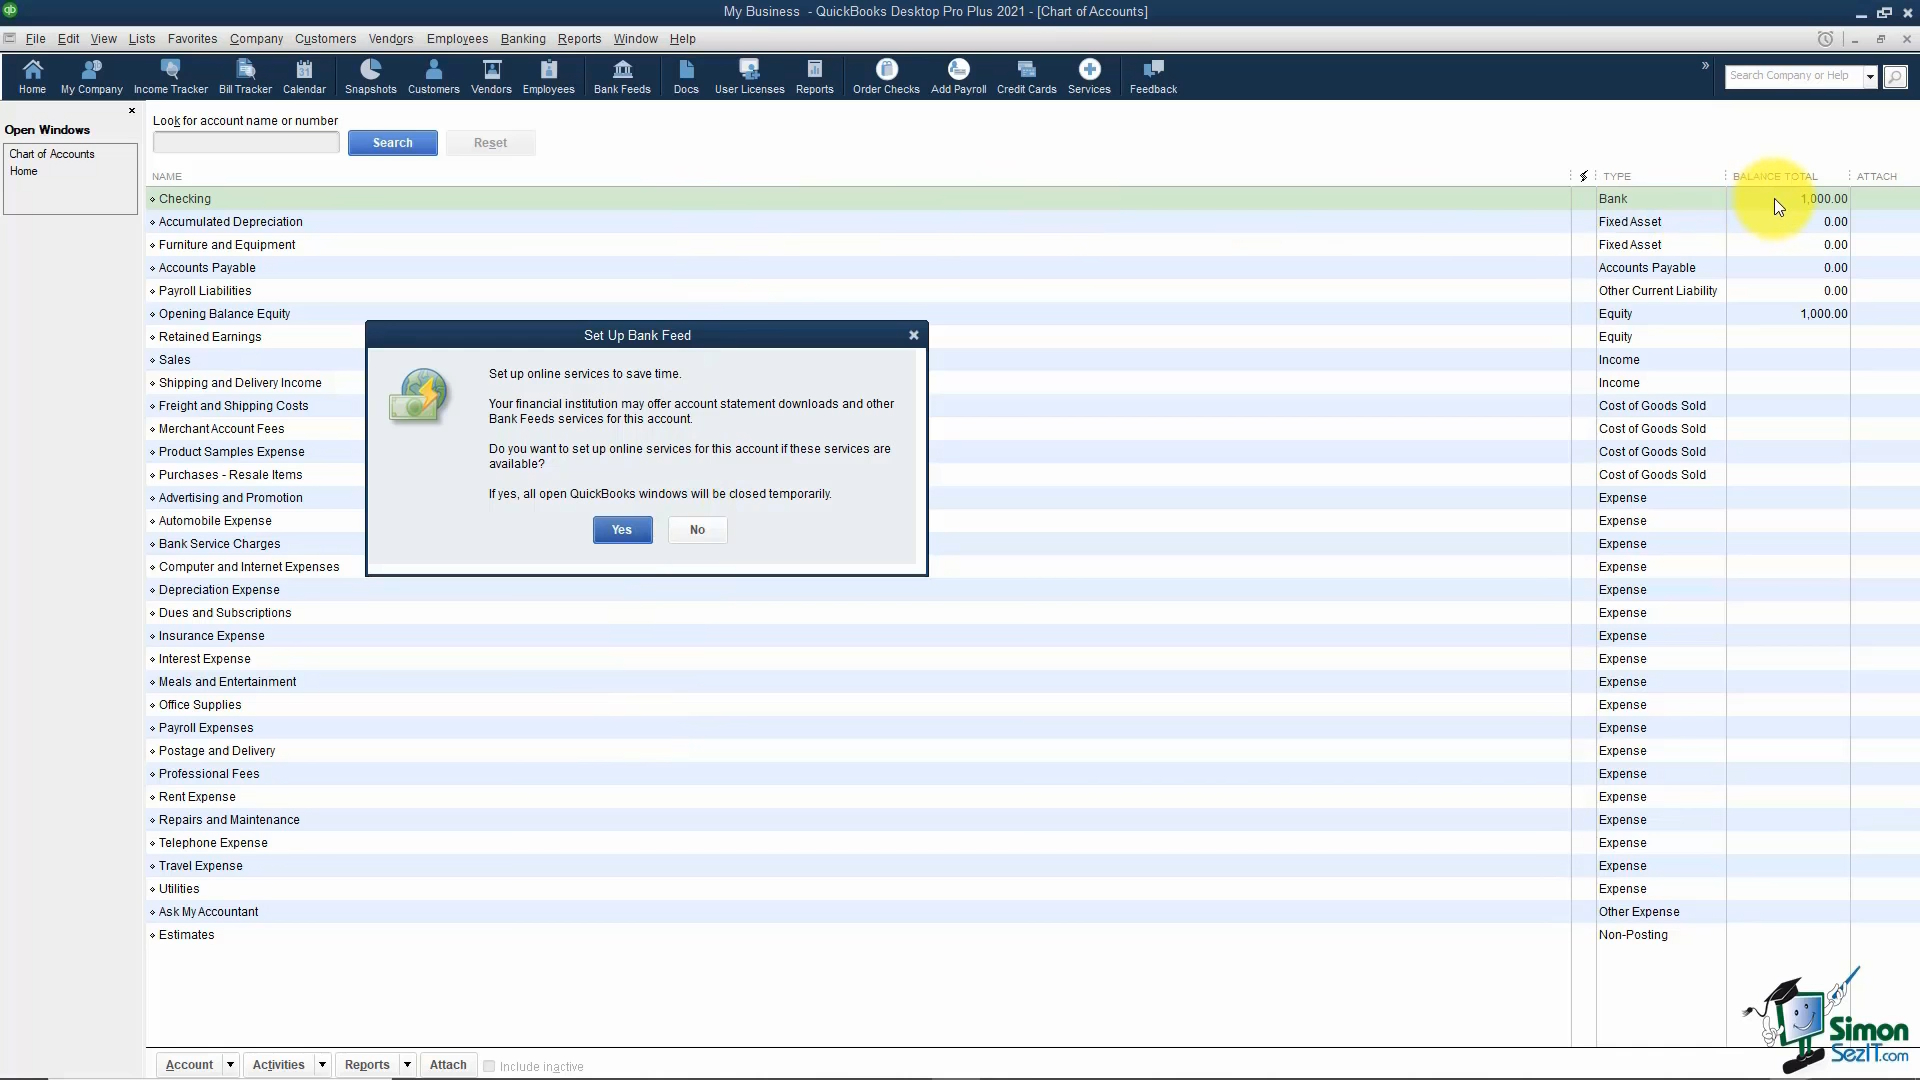 My Business - QuickBooks Desktop Pro Plus 2021 - [Chart of Accounts]
File Edit View Lists Favorites Company Customers Vendors Employees Banking Reports Window Help
Home My Company Income Tracker Bill Tracker Calendar Snapshots Customers Vendors Employees Bank Feeds Docs User Licenses Reports Order Checks Add Payroll Credit Cards Services Feedback
Search Company or Help
Open Windows
Chart of Accounts
Home
Look for account name or number
Search Reset
NAME TYPE BALANCE TOTAL ATTACH
Checking Bank 1,000.00
Accumulated Depreciation Fixed Asset 0.00
Furniture and Equipment Fixed Asset 0.00
Accounts Payable Accounts Payable 0.00
Payroll Liabilities Other Current Liability 0.00
Opening Balance Equity Equity 1,000.00
Retained Earnings Equity
Sales Income
Shipping and Delivery Income Income
Freight and Shipping Costs Cost of Goods Sold
Merchant Account Fees Cost of Goods Sold
Product Samples Expense Cost of Goods Sold
Purchases - Resale Items Cost of Goods Sold
Advertising and Promotion Expense
Automobile Expense Expense
Bank Service Charges Expense
Computer and Internet Expenses Expense
Depreciation Expense Expense
Dues and Subscriptions Expense
Insurance Expense Expense
Interest Expense Expense
Meals and Entertainment Expense
Office Supplies Expense
Payroll Expenses Expense
Postage and Delivery Expense
Professional Fees Expense
Rent Expense Expense
Repairs and Maintenance Expense
Telephone Expense Expense
Travel Expense Expense
Utilities Expense
Ask My Accountant Other Expense
Estimates Non-Posting
Set Up Bank Feed
Set up online services to save time.
Your financial institution may offer account statement downloads and other
Bank Feeds services for this account.
Do you want to set up online services for this account if these services are
available?
If yes, all open QuickBooks windows will be closed temporarily.
Yes No
Account Activities Reports Attach Include inactive
Simon
SezIT.com